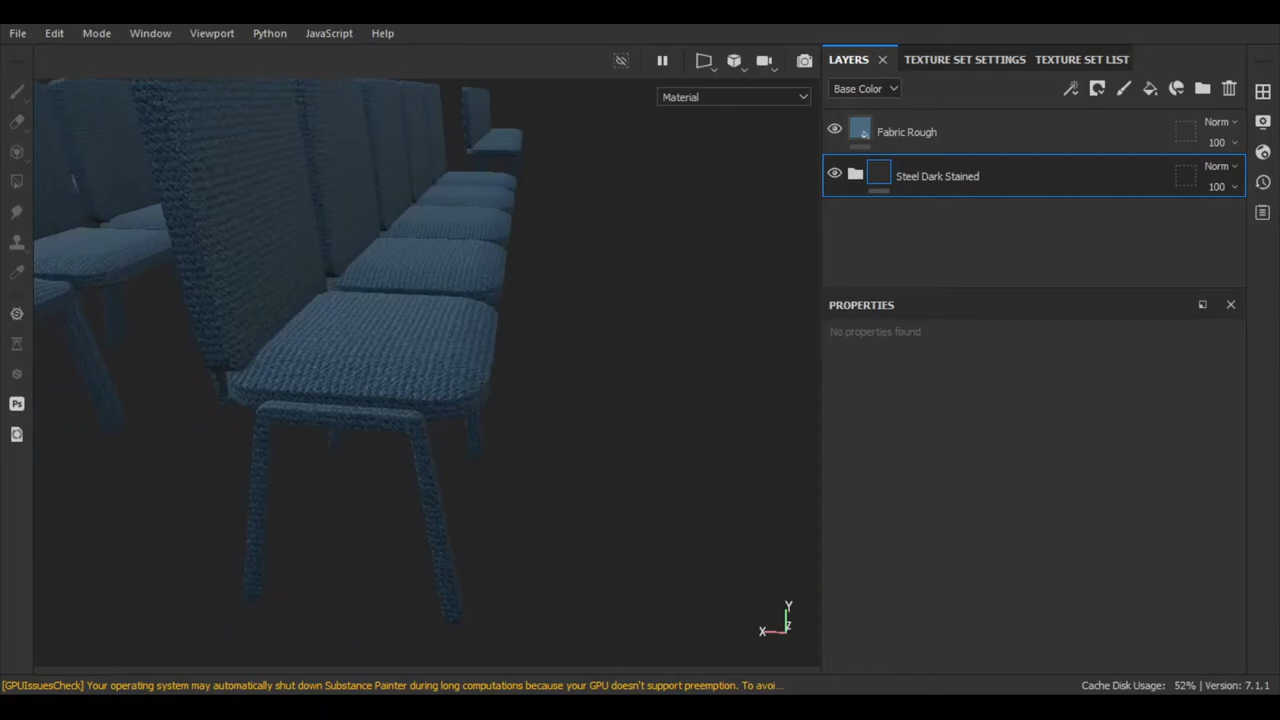 File Edit Mode Window Viewport Python JavaScript Help
LAYERS TEXTURE SET SETTINGS TEXTURE SET LIST
Base Color
Material
Fabric Rough
Norm
100
Steel Dark Stained
Norm
100
PROPERTIES
No properties found
Ps
Y
X
Z
[GPUIssuesCheck] Your operating system may automatically shut down Substance Painter during long computations because your GPU doesn't support preemption. To avoi...
Cache Disk Usage: 52% | Version: 7.1.1